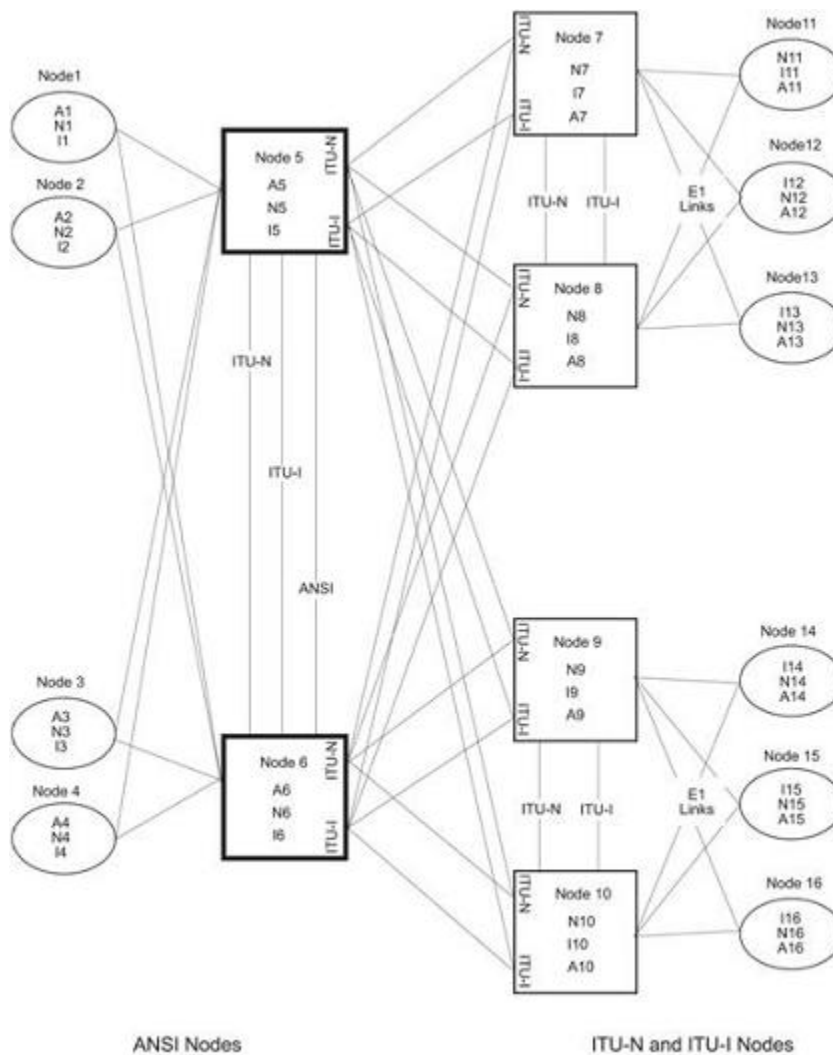 Node1
A1
N1
I1
Node 2
A2
N2
I2
Node 3
A3
N3
I3
Node 4
A4
N4
I4
Node 5
A5
N5
I5
ITU-N
ITU-I
ITU-N
ITU-I
ANSI
Node 6
A6
N6
I6
ITU-N
ITU-I
Node 7
N7
I7
A7
ITU-N
ITU-I
ITU-N
ITU-I
Node 8
N8
I8
A8
ITU-N
ITU-I
E1
Links
Node11
N11
I11
A11
Node12
I12
N12
A12
Node13
I13
N13
A13
Node 9
N9
I9
A9
ITU-N
ITU-I
ITU-N
ITU-I
Node 10
N10
I10
A10
ITU-N
ITU-I
E1
Links
Node 14
I14
N14
A14
Node 15
I15
N15
A15
Node 16
I16
N16
A16
ANSI Nodes
ITU-N and ITU-I Nodes